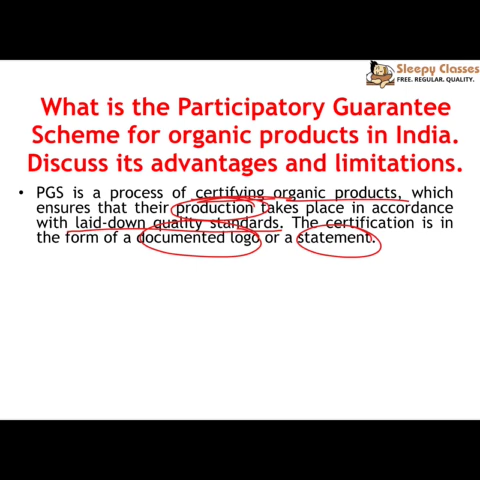 Sleepy Classes
FREE. REGULAR. QUALITY.
What is the Participatory Guarantee
Scheme for organic products in India.
Discuss its advantages and limitations.
• PGS is a process of certifying organic products, which
ensures that their production takes place in accordance
with laid-down quality standards. The certification is in
the form of a documented logo or a statement.